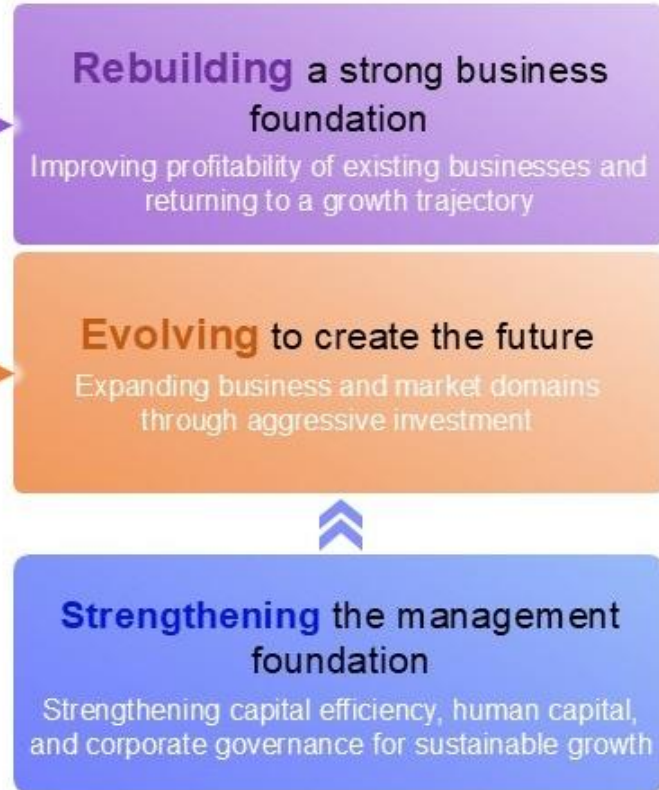 Rebuilding a strong business
foundation
Improving profitability of existing businesses and
returning to a growth trajectory
Evolving to create the future
Expanding business and market domains
through aggressive investment
Strengthening the management
foundation
Strengthening capital efficiency, human capital,
and corporate governance for sustainable growth